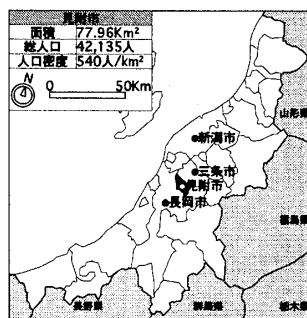 見附市
面積 77.96Km²
総人口 42,135人
人口密度 540人/km²
N
0 50Km
山形県
新潟市
三条市
見附市
長岡市
福島県
長野県
群馬県
栃木県